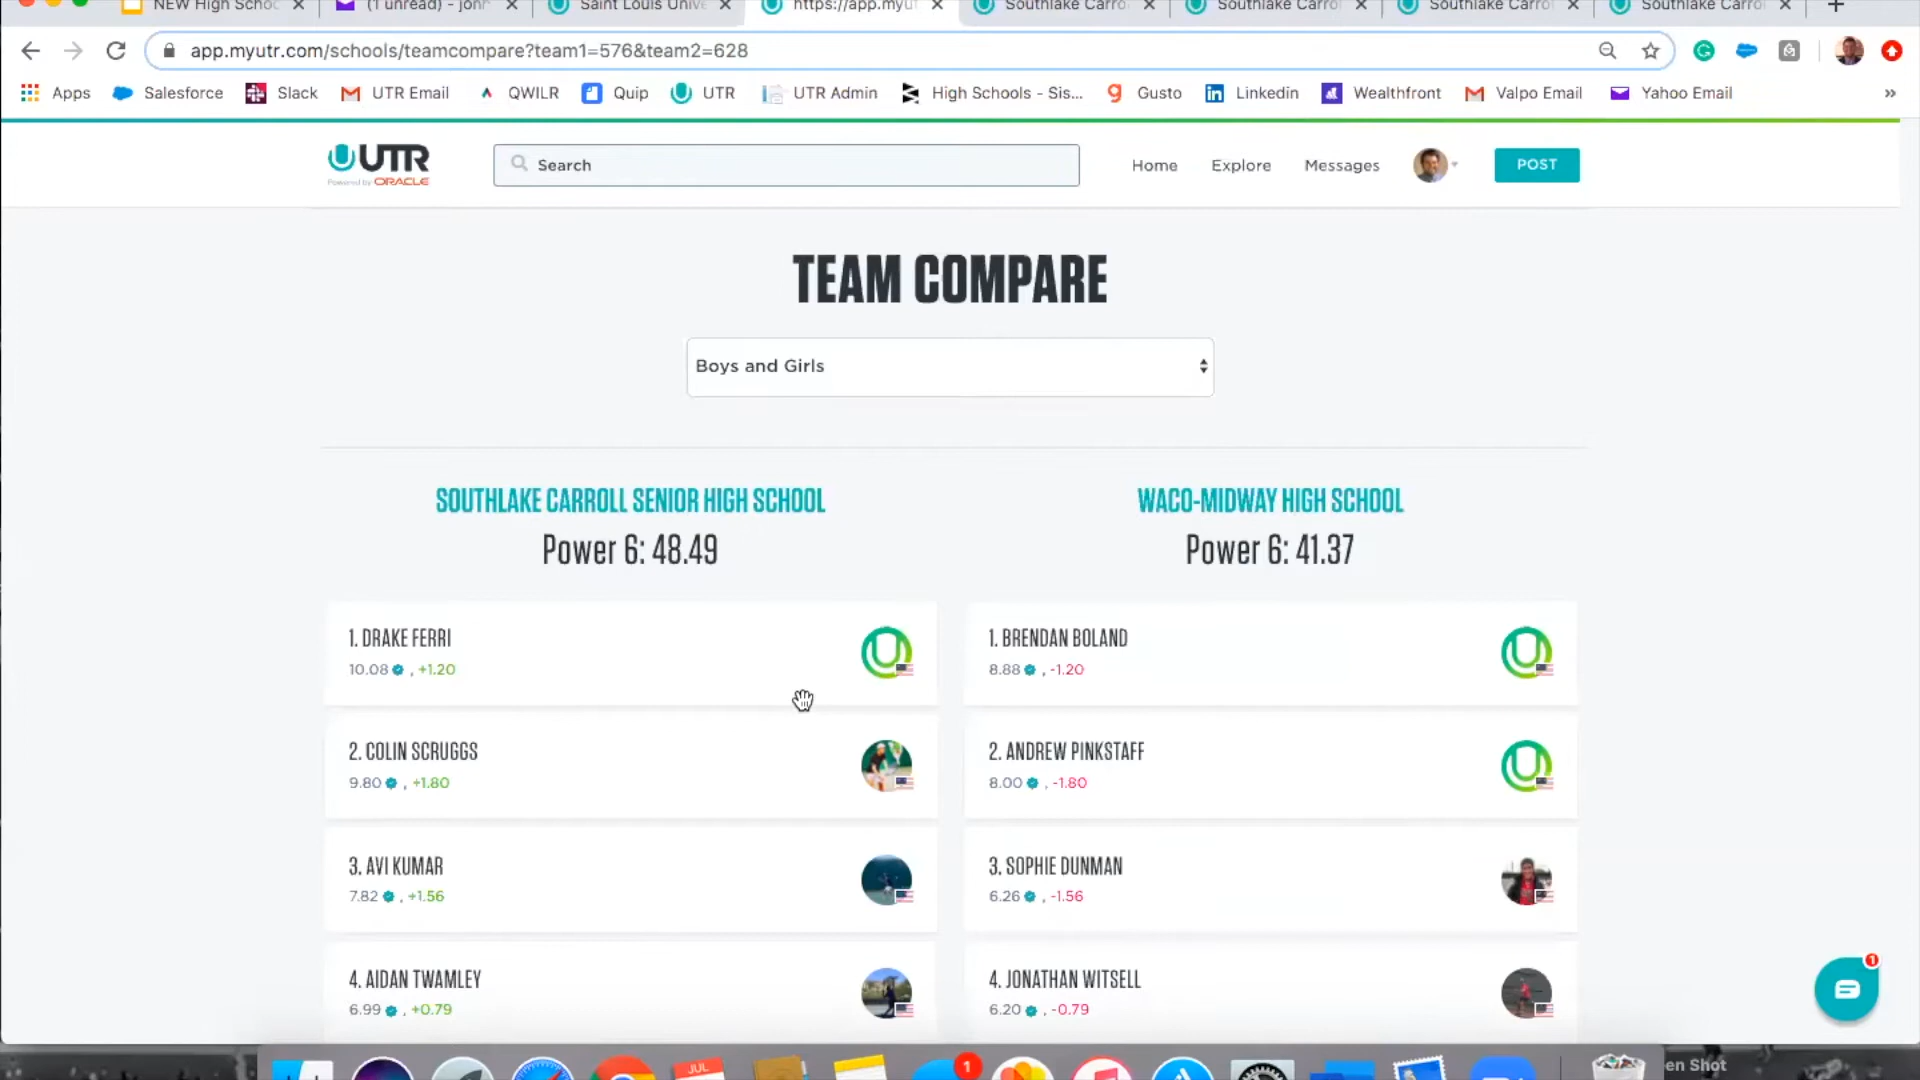 NEW High Schoo
(1 unread) - john
Saint Louis Unive
https://app.myut
Southlake Carro
Southlake Carrol
Southlake Carrol
Southlake Carrol
app.myutr.com/schools/teamcompare?team1=576&team2=628
Apps
Salesforce
Slack
UTR Email
QWILR
Quip
UTR
UTR Admin
High Schools - Sis...
Gusto
Linkedin
Wealthfront
Valpo Email
Yahoo Email
»
UTR
Powered by ORACLE
Search
Home
Explore
Messages
POST
TEAM COMPARE
Boys and Girls
SOUTHLAKE CARROLL SENIOR HIGH SCHOOL
Power 6: 48.49
WACO-MIDWAY HIGH SCHOOL
Power 6: 41.37
1. DRAKE FERRI
10.08 , +1.20
1. BRENDAN BOLAND
8.88 , -1.20
2. COLIN SCRUGGS
9.80 , +1.80
2. ANDREW PINKSTAFF
8.00 , -1.80
3. AVI KUMAR
7.82 , +1.56
3. SOPHIE DUNMAN
6.26 , -1.56
4. AIDAN TWAMLEY
6.99 , +0.79
4. JONATHAN WITSELL
6.20 , -0.79
1
JUL
1
en Shot